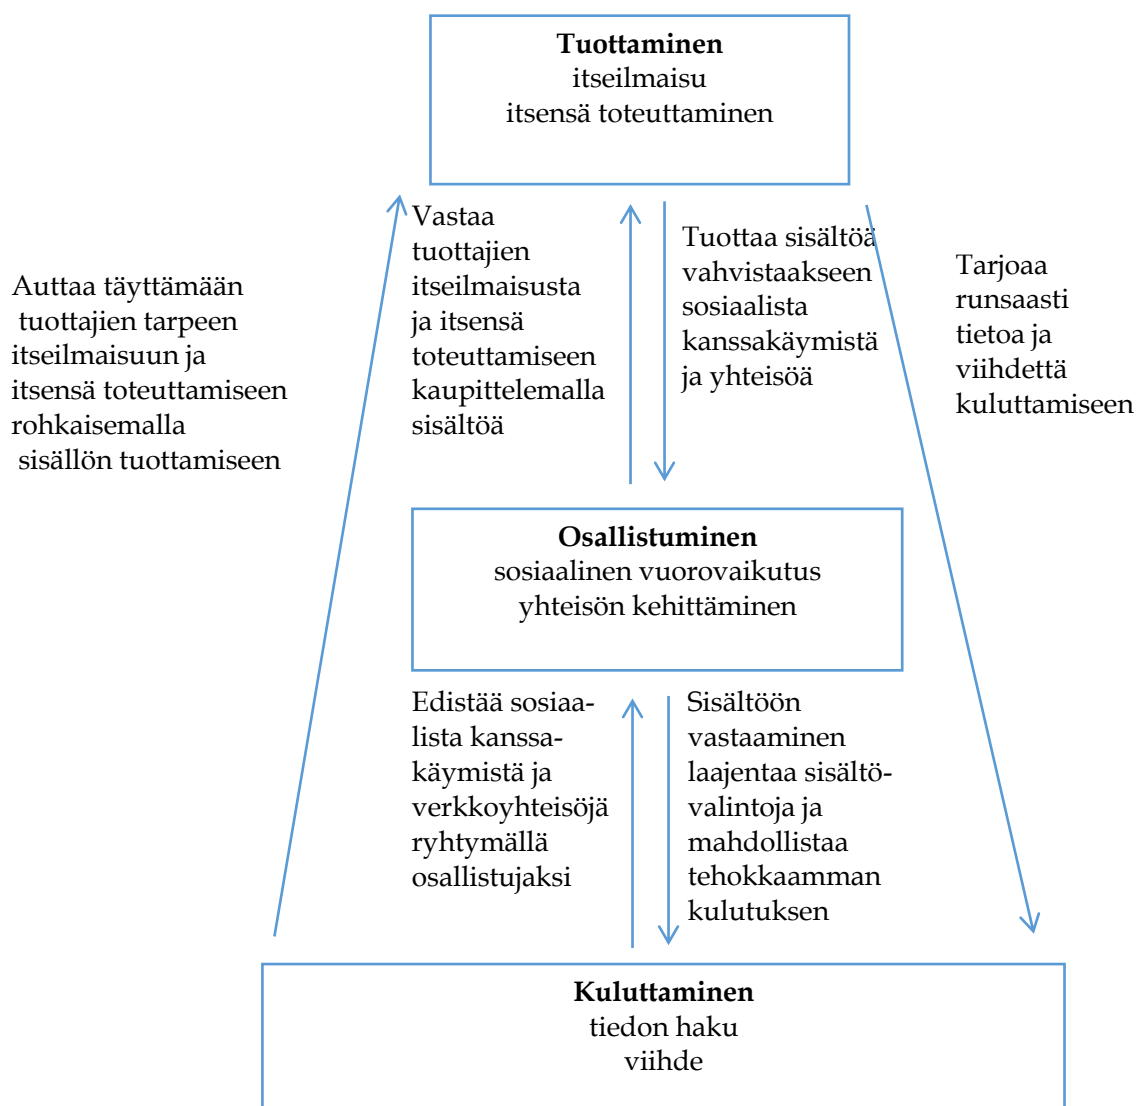 Tuottaminen
itseilmaisu
itsensä toteuttaminen
Auttaa täyttämään
tuottajien tarpeen
itseilmaisuun ja
itsensä toteuttamiseen
rohkaisemalla
sisällön tuottamiseen
Vastaa
tuottajien
itseilmaisusta
ja itsensä
toteuttamiseen
kaupittelemalla
sisältöä
Tuottaa sisältöä
vahvistaakseen
sosiaalista
kanssakäymistä
ja yhteisöä
Tarjoaa
runsaasti
tietoa ja
viihdettä
kuluttamiseen
Osallistuminen
sosiaalinen vuorovaikutus
yhteisön kehittäminen
Edistää sosiaa-
lista kanssa-
käymistä ja
verkkoyhteisöjä
ryhtymällä
osallistujaksi
Sisältöön
vastaaminen
laajentaa sisältö-
valintoja ja
mahdollistaa
tehokkaamman
kulutuksen
Kuluttaminen
tiedon haku
viihde